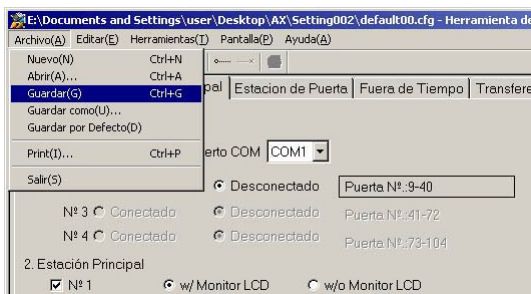 E:\Documents and Settings\user\Desktop\AX\Setting002\default00.cfg - Herramienta de
Archivo(A) Editar(E) Herramientas(T) Pantalla(P) Ayuda(A)
Nuevo(N) Ctrl+N
Abrir(A)... Ctrl+A
Guardar(G) Ctrl+G
Guardar como(U)...
Guardar por Defecto(D)
Print(I)... Ctrl+P
Salir(S)
pal Estacion de Puerta Fuera de Tiempo Transfere
erto COM COM1
Desconectado Puerta Nº.:9-40
Nº 3 Conectado Desconectado Puerta Nº.:41-72
Nº 4 Conectado Desconectado Puerta Nº.:73-104
2. Estación Principal
Nº 1 w/ Monitor LCD w/o Monitor LCD